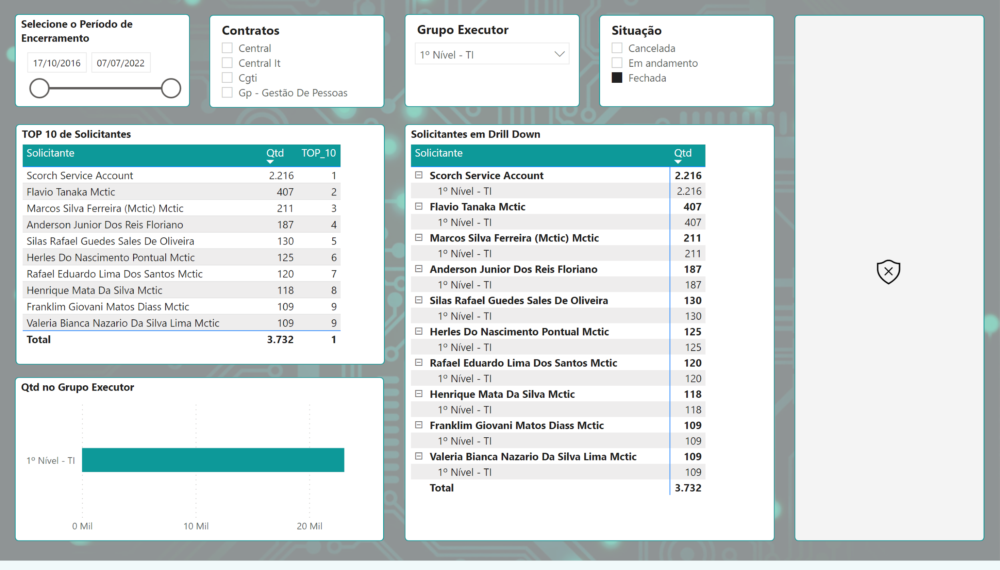 Selecione o Período de
Encerramento
17/10/2016 07/07/2022
Contratos
Central
Central It
Cgti
Gp - Gestão De Pessoas
Grupo Executor
1º Nível - TI
Situação
Cancelada
Em andamento
Fechada
TOP 10 de Solicitantes
Solicitante Qtd TOP_10
Scorch Service Account 2.216 1
Flavio Tanaka Mctic 407 2
Marcos Silva Ferreira (Mctic) Mctic 211 3
Anderson Junior Dos Reis Floriano 187 4
Silas Rafael Guedes Sales De Oliveira 130 5
Herles Do Nascimento Pontual Mctic 125 6
Rafael Eduardo Lima Dos Santos Mctic 120 7
Henrique Mata Da Silva Mctic 118 8
Franklim Giovani Matos Diass Mctic 109 9
Valeria Bianca Nazario Da Silva Lima Mctic 109 9
Total 3.732 1
Qtd no Grupo Executor
1º Nível - TI
0 Mil 10 Mil 20 Mil
Solicitantes em Drill Down
Solicitante Qtd
Scorch Service Account 2.216
1º Nível - TI 2.216
Flavio Tanaka Mctic 407
1º Nível - TI 407
Marcos Silva Ferreira (Mctic) Mctic 211
1º Nível - TI 211
Anderson Junior Dos Reis Floriano 187
1º Nível - TI 187
Silas Rafael Guedes Sales De Oliveira 130
1º Nível - TI 130
Herles Do Nascimento Pontual Mctic 125
1º Nível - TI 125
Rafael Eduardo Lima Dos Santos Mctic 120
1º Nível - TI 120
Henrique Mata Da Silva Mctic 118
1º Nível - TI 118
Franklim Giovani Matos Diass Mctic 109
1º Nível - TI 109
Valeria Bianca Nazario Da Silva Lima Mctic 109
1º Nível - TI 109
Total 3.732